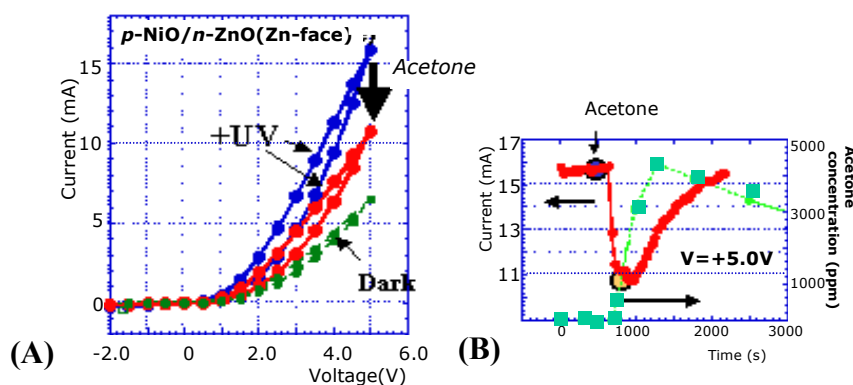 p-NiO/n-ZnO(Zn-face)
Acetone
+UV
Dark
Current (mA)
15
10
5
0
-2.0
0
2.0
4.0
6.0
Voltage(V)
(A)
Acetone
17
15
13
11
Current (mA)
5000
3000
1000
Acetone
concentration (ppm)
V=+5.0V
0
1000
2000
3000
Time (s)
(B)